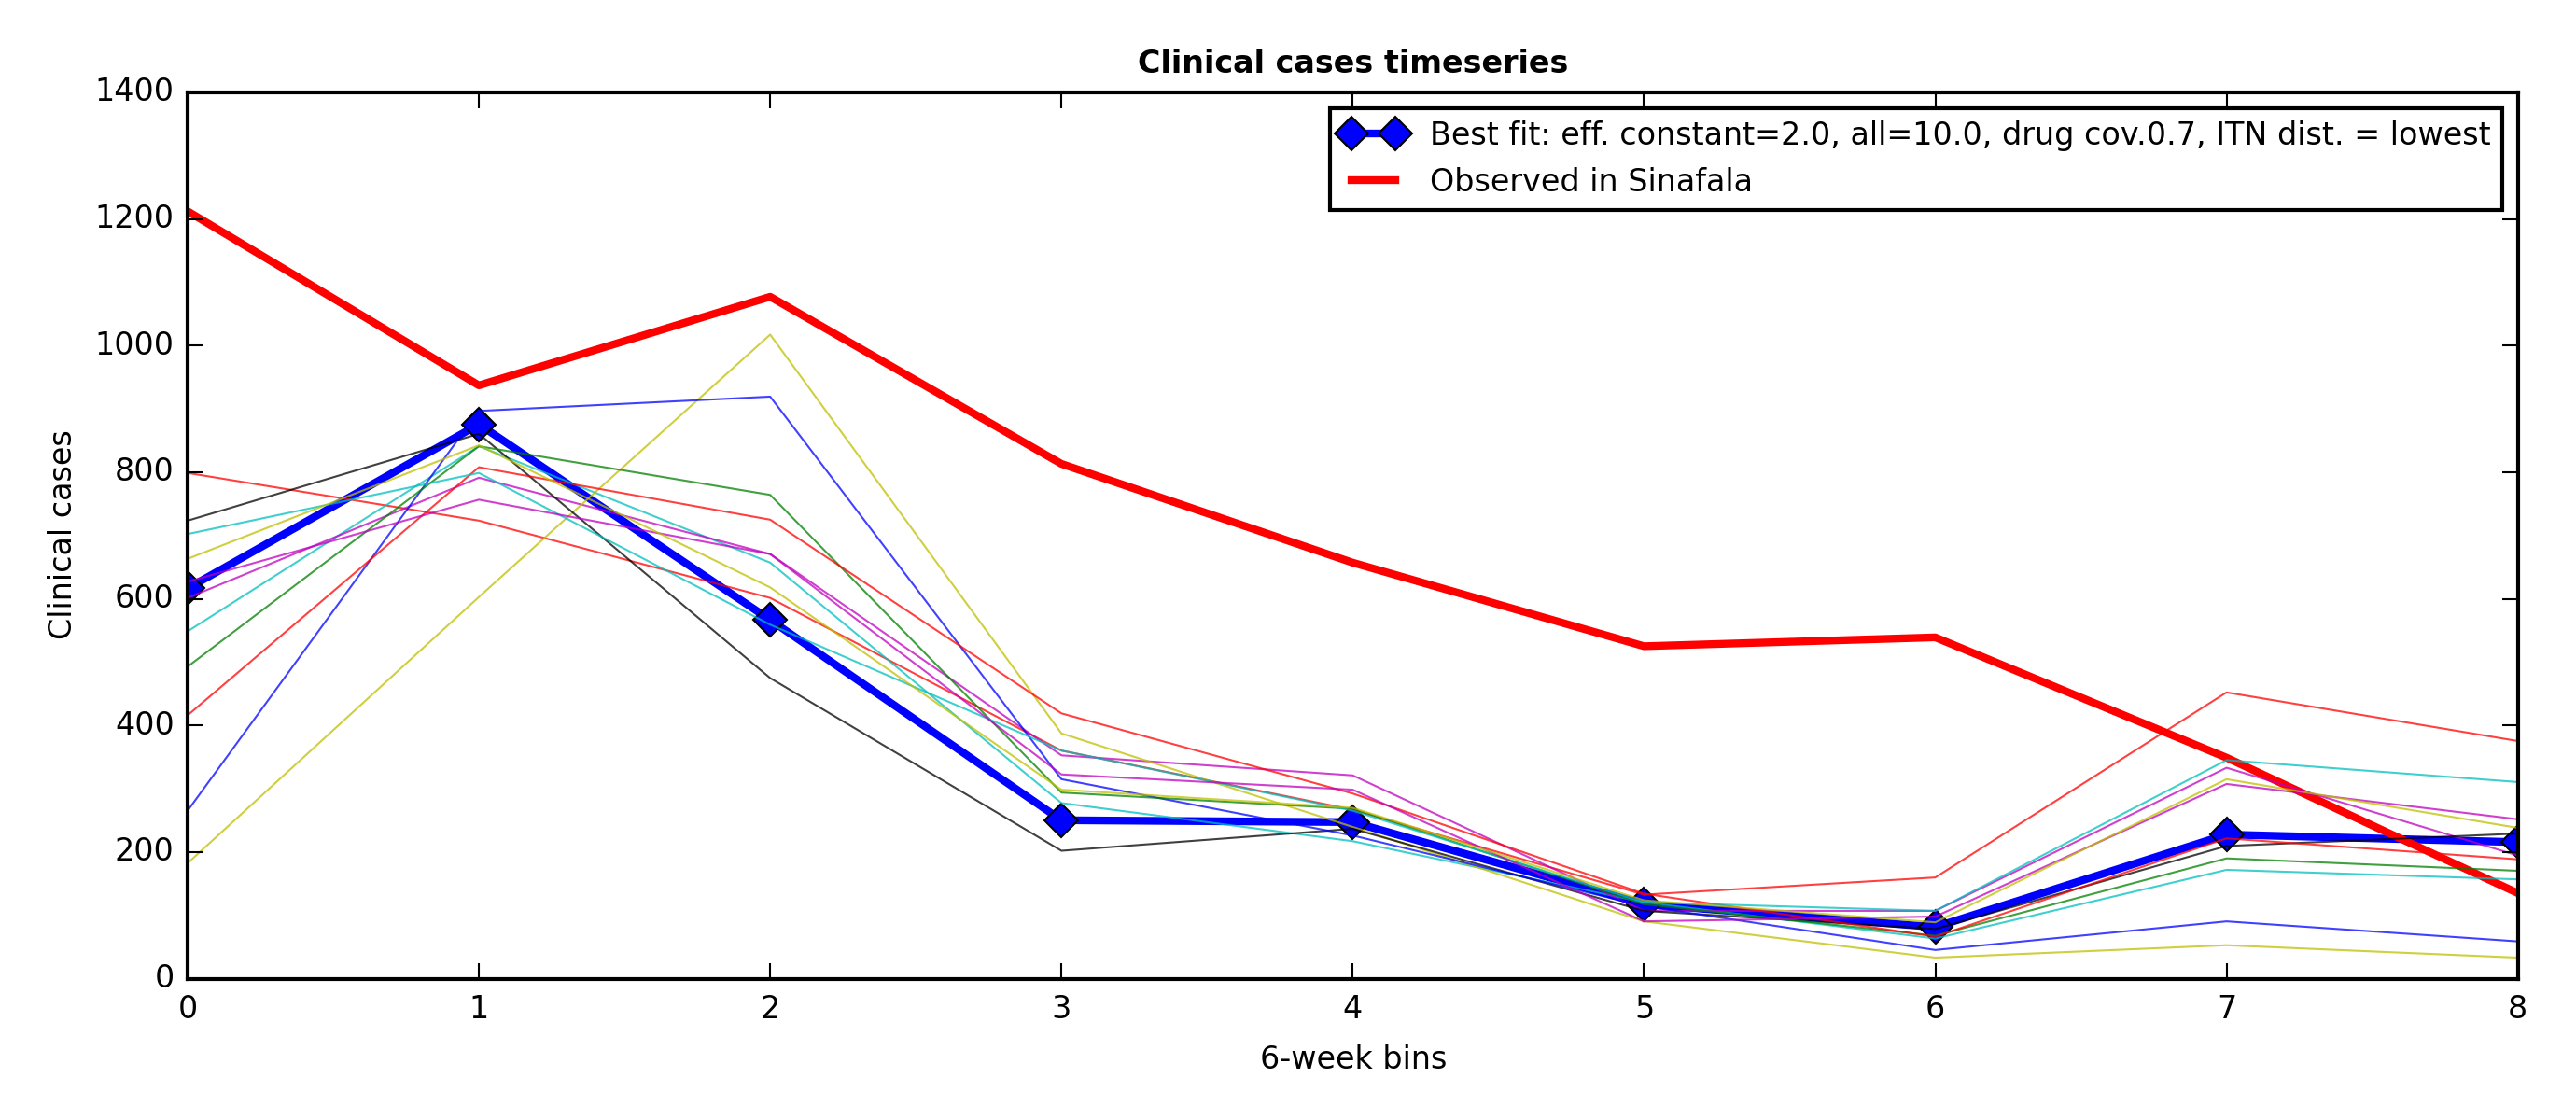 Clinical cases timeseries
1400
1200
1000
800
600
400
200
0
Clinical cases
Best fit: eff. constant=2.0, all=10.0, drug cov.0.7, ITN dist. = lowest
Observed in Sinafala
0 1 2 3 4 5 6 7 8
6-week bins